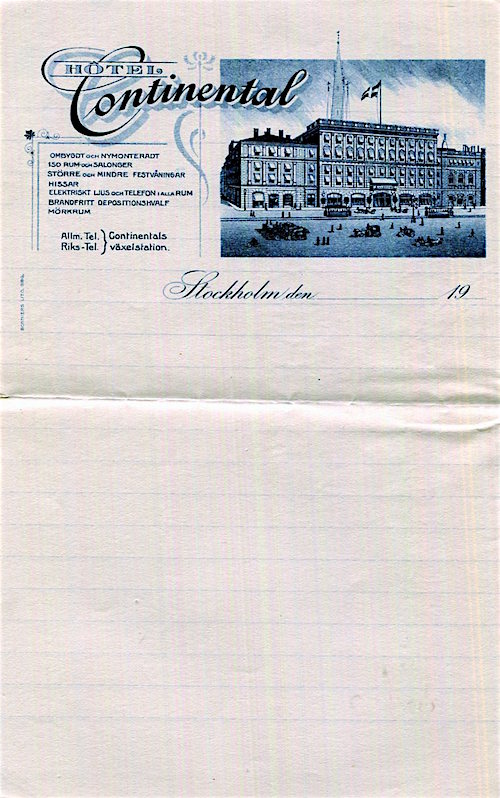 HÔTEL
Continental
OMBYGDT OCH NYMONTERADT
150 RUM OCH SALONGER
STÖRRE OCH MINDRE FESTVÅNINGAR
HISSAR
ELEKTRISKT LJUS OCH TELEFON I ALLA RUM
BRANDFRITT DEPOSITIONSHVALF
MÖRKRUM
Allm. Tel. } Continentals
Riks-Tel. } växelstation.
Stockholm den 19